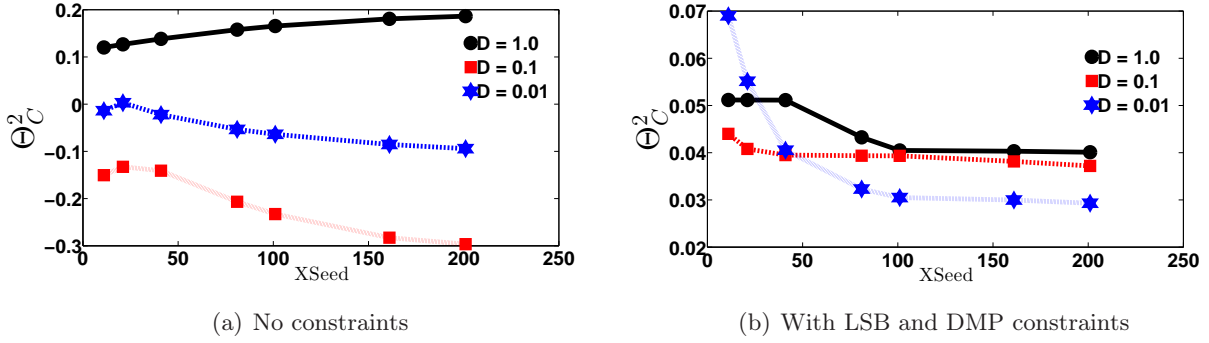 0.2
0.1
0
−0.1
−0.2
−0.3
Θ²_C
0
50
100
150
200
250
XSeed
D = 1.0
D = 0.1
D = 0.01
(a) No constraints
0.07
0.06
0.05
0.04
0.03
0.02
Θ²_C
0
50
100
150
200
250
XSeed
D = 1.0
D = 0.1
D = 0.01
(b) With LSB and DMP constraints